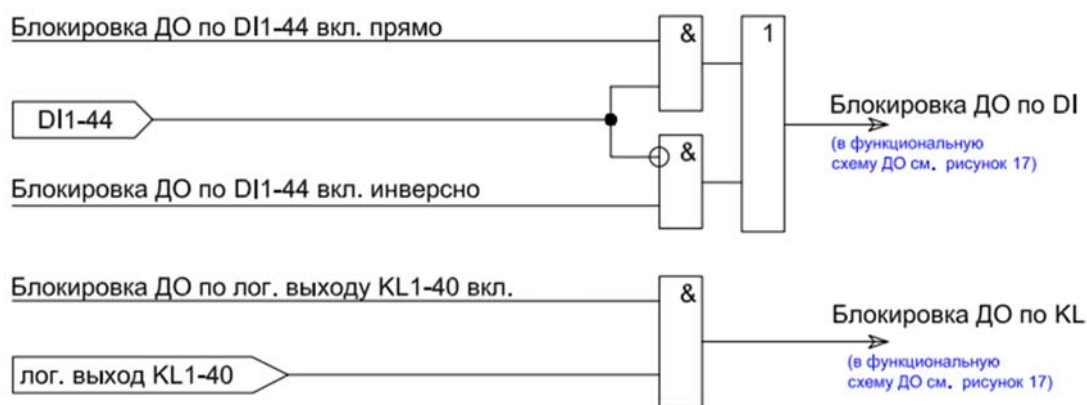 Блокировка ДО по DI1-44 вкл. прямо
&
1
DI1-44
Блокировка ДО по DI
(в функциональную
схему ДО см. рисунок 17)
&
Блокировка ДО по DI1-44 вкл. инверсно
Блокировка ДО по лог. выходу KL1-40 вкл.
&
Блокировка ДО по KL
(в функциональную
схему ДО см. рисунок 17)
лог. выход KL1-40